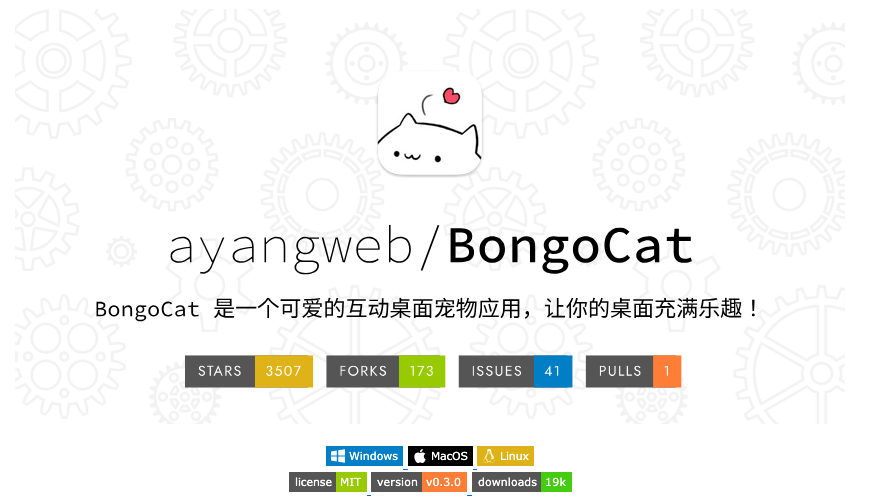 ayangweb/BongoCat
BongoCat 是一个可爱的互动桌面宠物应用，让你的桌面充满乐趣！
STARS 3507 FORKS 173 ISSUES 41 PULLS 1
Windows MacOS Linux
license MIT version v0.3.0 downloads 19k